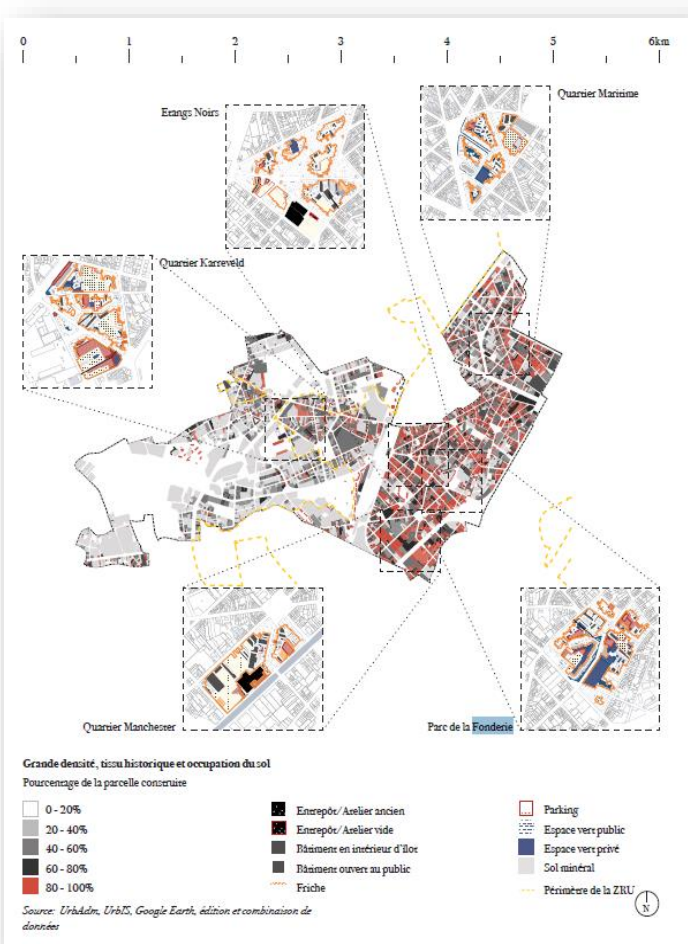 0 1 2 3 4 5 6km
Quartier Maritime
Etangs Noirs
Quartier Karreveld
Quartier Manchester
Parc de la Fonderie
Grande densité, tissu historique et occupation du sol
Pourcentage de la parcelle construite
0 - 20%
20 - 40%
40 - 60%
60 - 80%
80 - 100%
Entrepôt/Atelier ancien
Entrepôt/Atelier vide
Bâtiment en intérieur d'îlot
Bâtiment ouvert au public
Friche
Parking
Espace vert public
Espace vert privé
Sol minéral
Périmètre de la ZRU
N
Source: UrbAdm, UrbIS, Google Earth, édition et combinaison de
données